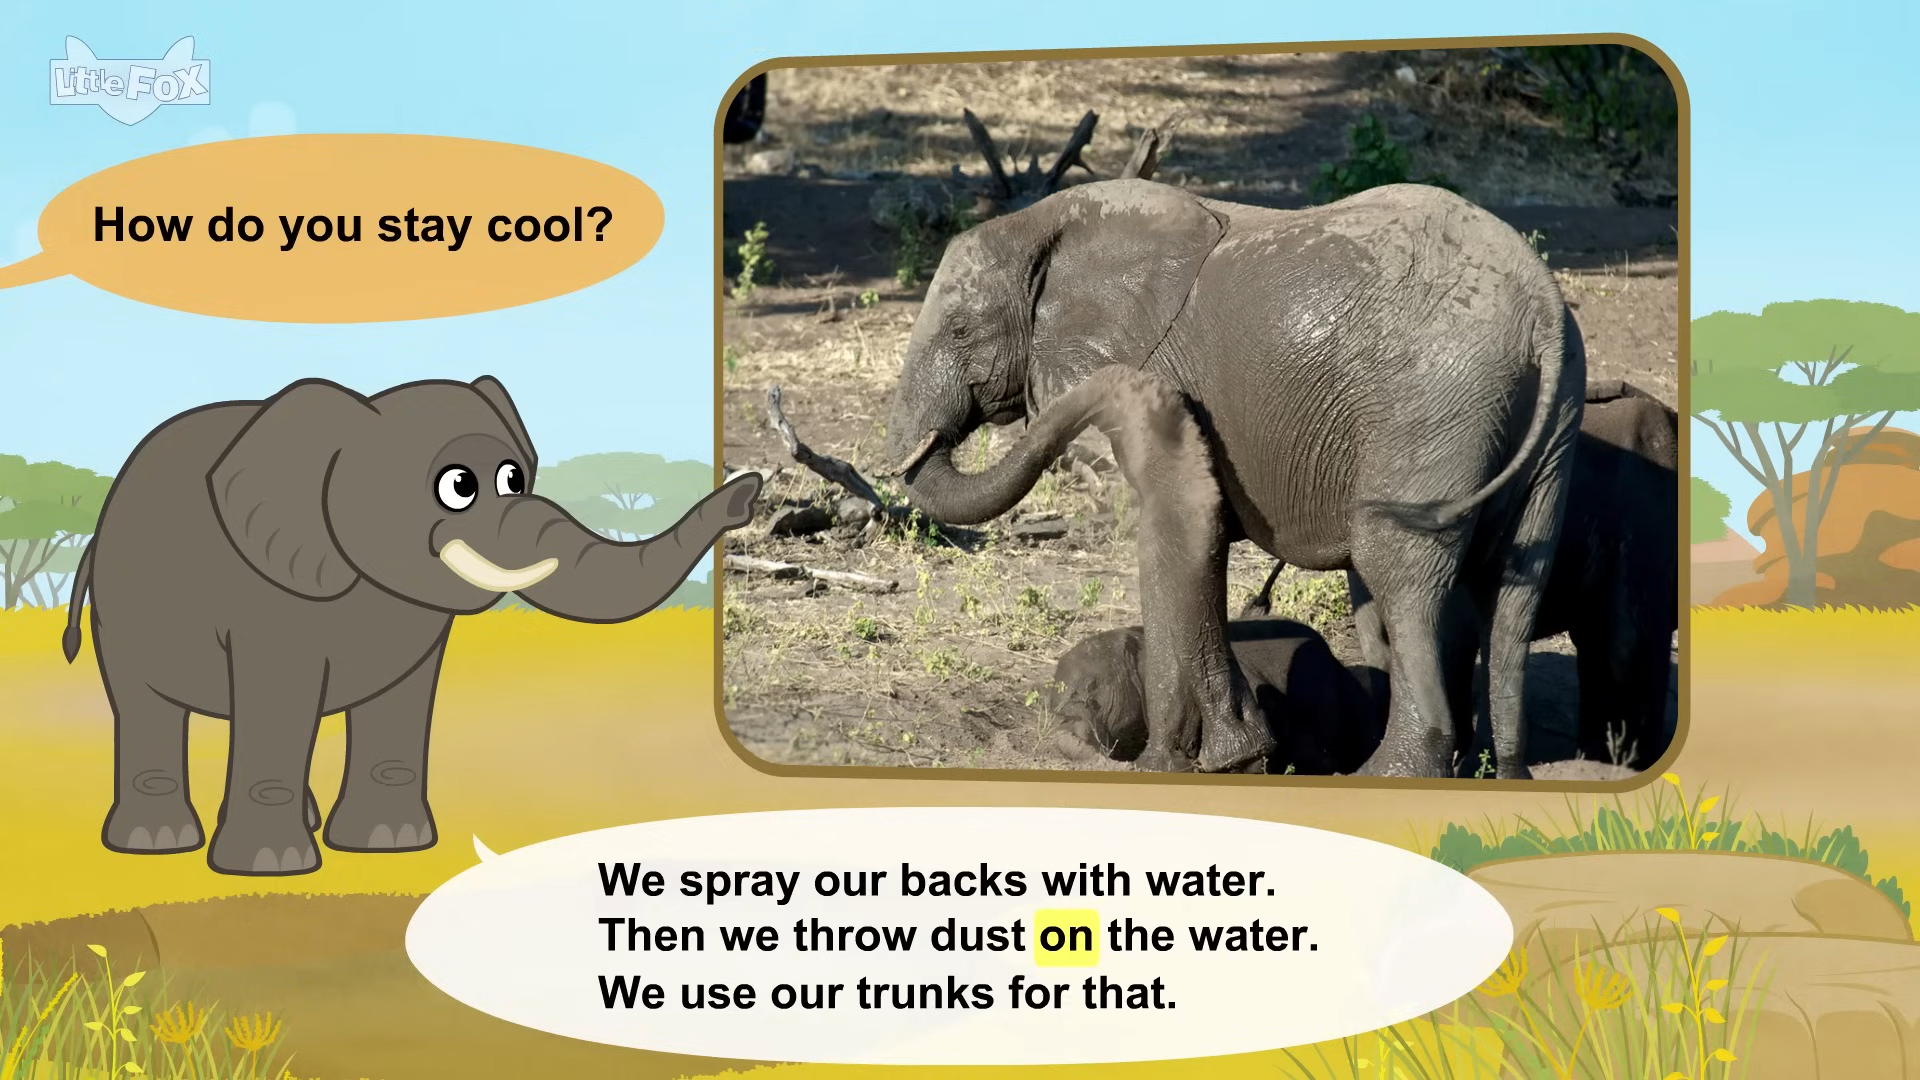 Little Fox
How do you stay cool?
We spray our backs with water.
Then we throw dust on the water.
We use our trunks for that.